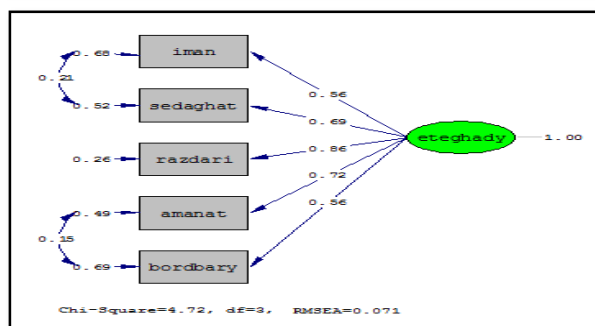 0.68 iman
0.21
0.56
0.52 sedaghat
0.69
0.26 razdari
0.86
eteghady 1.00
0.72
0.49 amanat
0.56
0.15
0.69 bordbary
Chi-Square=4.72, df=3, RMSEA=0.071